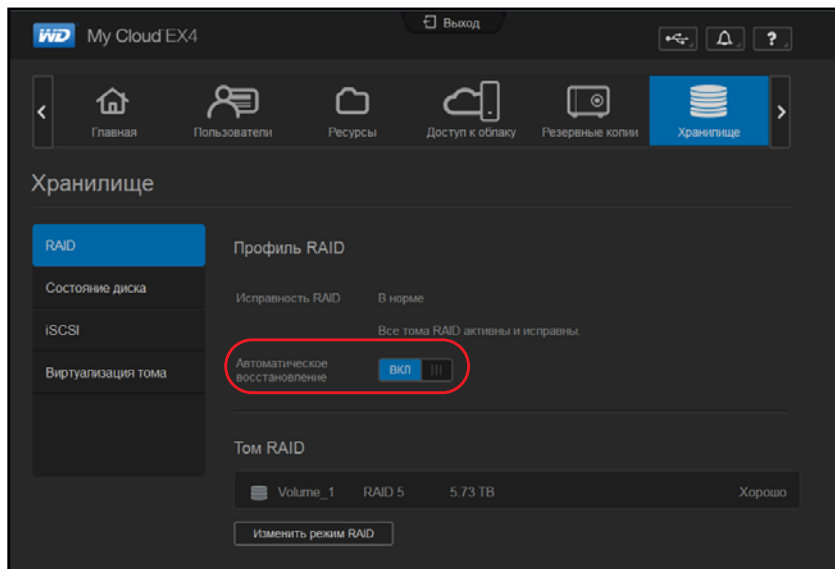 WD My Cloud EX4
Выход
?
Главная
Пользователи
Ресурсы
Доступ к облаку
Резервные копии
Хранилище
Хранилище
RAID
Состояние диска
iSCSI
Виртуализация тома
Профиль RAID
Исправность RAID В норме
Все тома RAID активны и исправны.
Автоматическое
восстановление
ВКЛ
Том RAID
Volume_1 RAID 5 5.73 TB Хорошо
Изменить режим RAID